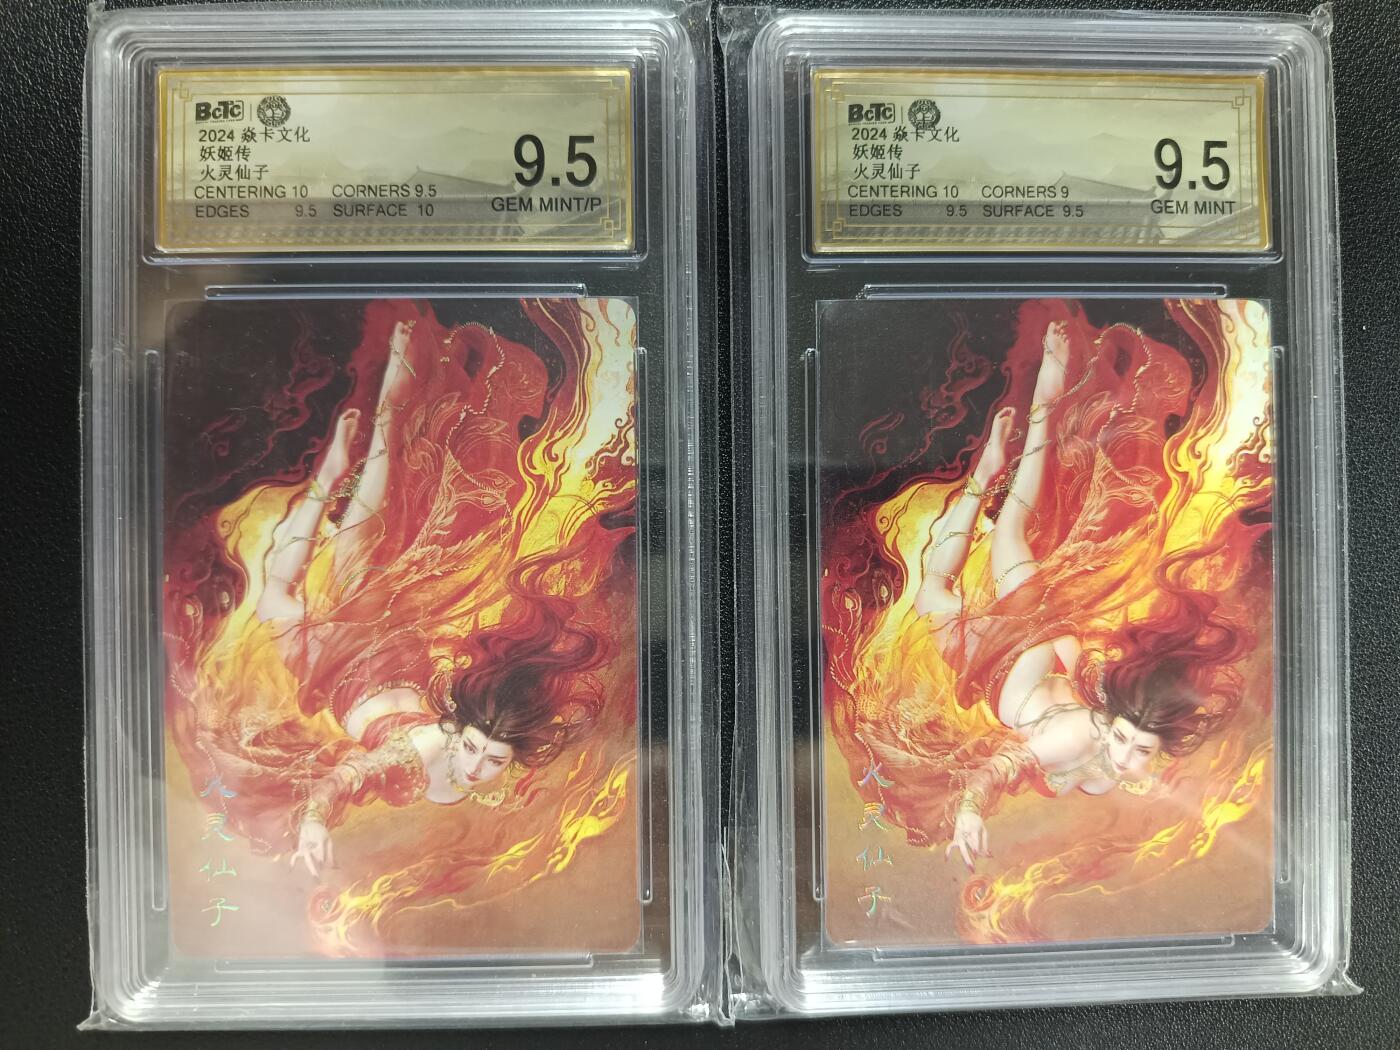 BCTC
2024 焱卡文化
妖姬传
火灵仙子
CENTERING 10 CORNERS 9.5
EDGES 9.5 SURFACE 10
9.5
GEM MINT/P
火灵仙子
BCTC
2024 焱卡文化
妖姬传
火灵仙子
CENTERING 10 CORNERS 9
EDGES 9.5 SURFACE 9.5
9.5
GEM MINT
火灵仙子